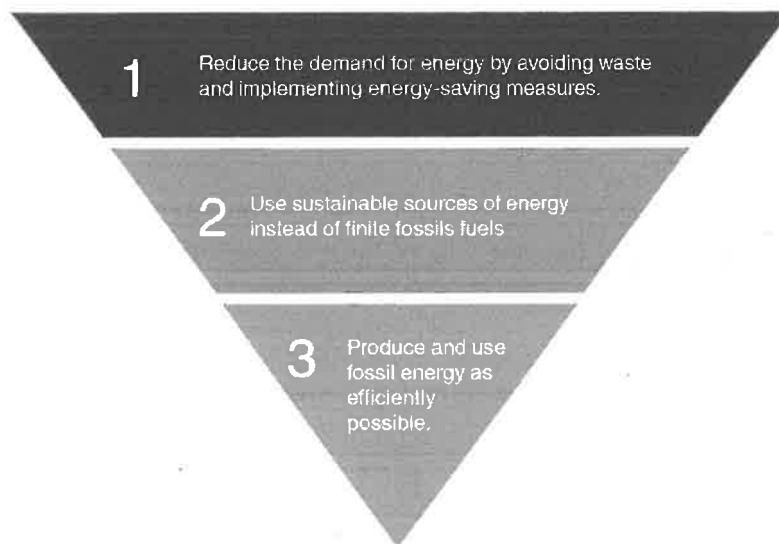 1
Reduce the demand for energy by avoiding waste
and implementing energy-saving measures.
2
Use sustainable sources of energy
instead of finite fossils fuels
3
Produce and use
fossil energy as
efficiently
possible.